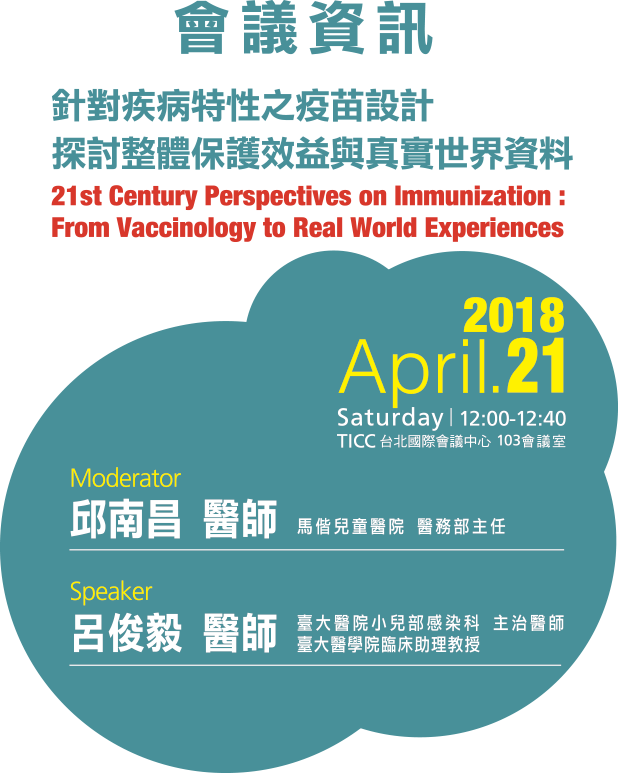 會議資訊
針對疾病特性之疫苗設計
探討整體保護效益與真實世界資料
21st Century Perspectives on Immunization :
From Vaccinology to Real World Experiences
2018
April.21
Saturday | 12:00-12:40
TICC 台北國際會議中心 103會議室
Moderator
邱南昌 醫師 馬偕兒童醫院 醫務部主任
Speaker
呂俊毅 醫師 臺大醫院小兒部感染科 主治醫師
臺大醫學院臨床助理教授